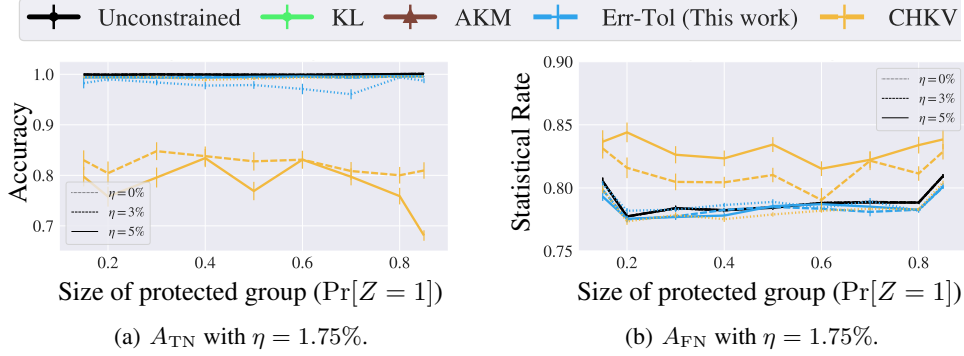 Unconstrained KL AKM Err-Tol (This work) CHKV
1.0
0.9
0.8
0.7
Accuracy
η = 0%
η = 3%
η = 5%
0.2 0.4 0.6 0.8
Size of protected group (Pr[Z = 1])
(a) A_TN with η = 1.75%.
0.90
0.85
0.80
0.75
Statistical Rate
η = 0%
η = 3%
η = 5%
0.2 0.4 0.6 0.8
Size of protected group (Pr[Z = 1])
(b) A_FN with η = 1.75%.